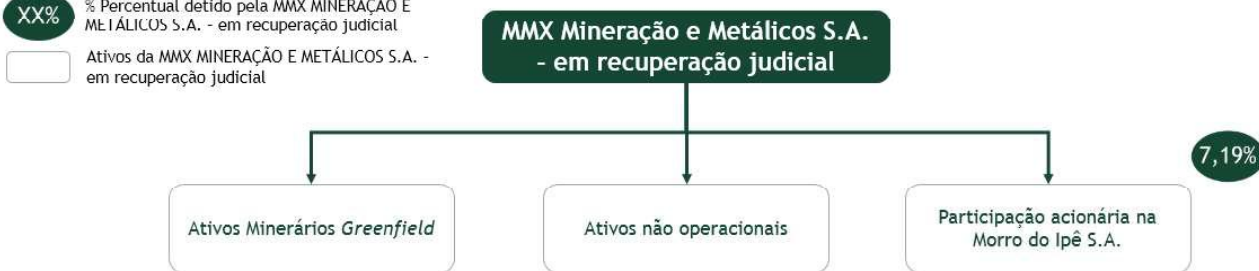 XX%
% Percentual detido pela MMX MINERAÇÃO E
METÁLICOS S.A. - em recuperação judicial
Ativos da MMX MINERAÇÃO E METÁLICOS S.A. -
em recuperação judicial
MMX Mineração e Metálicos S.A.
- em recuperação judicial
7,19%
Ativos Minerários Greenfield
Ativos não operacionais
Participação acionária na
Morro do Ipê S.A.